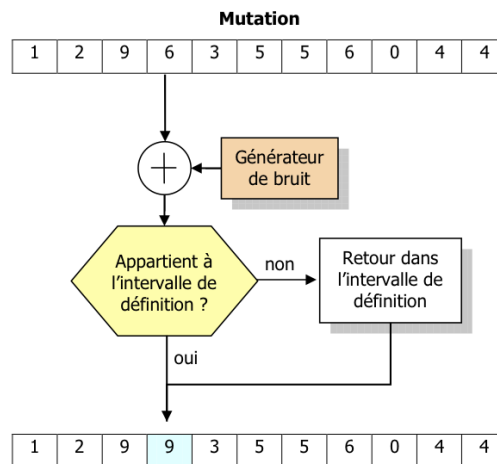 Mutation
1 2 9 6 3 5 5 6 0 4 4
Générateur
de bruit
Appartient à
l'intervalle de
définition ?
non
Retour dans
l'intervalle de
définition
oui
1 2 9 9 3 5 5 6 0 4 4